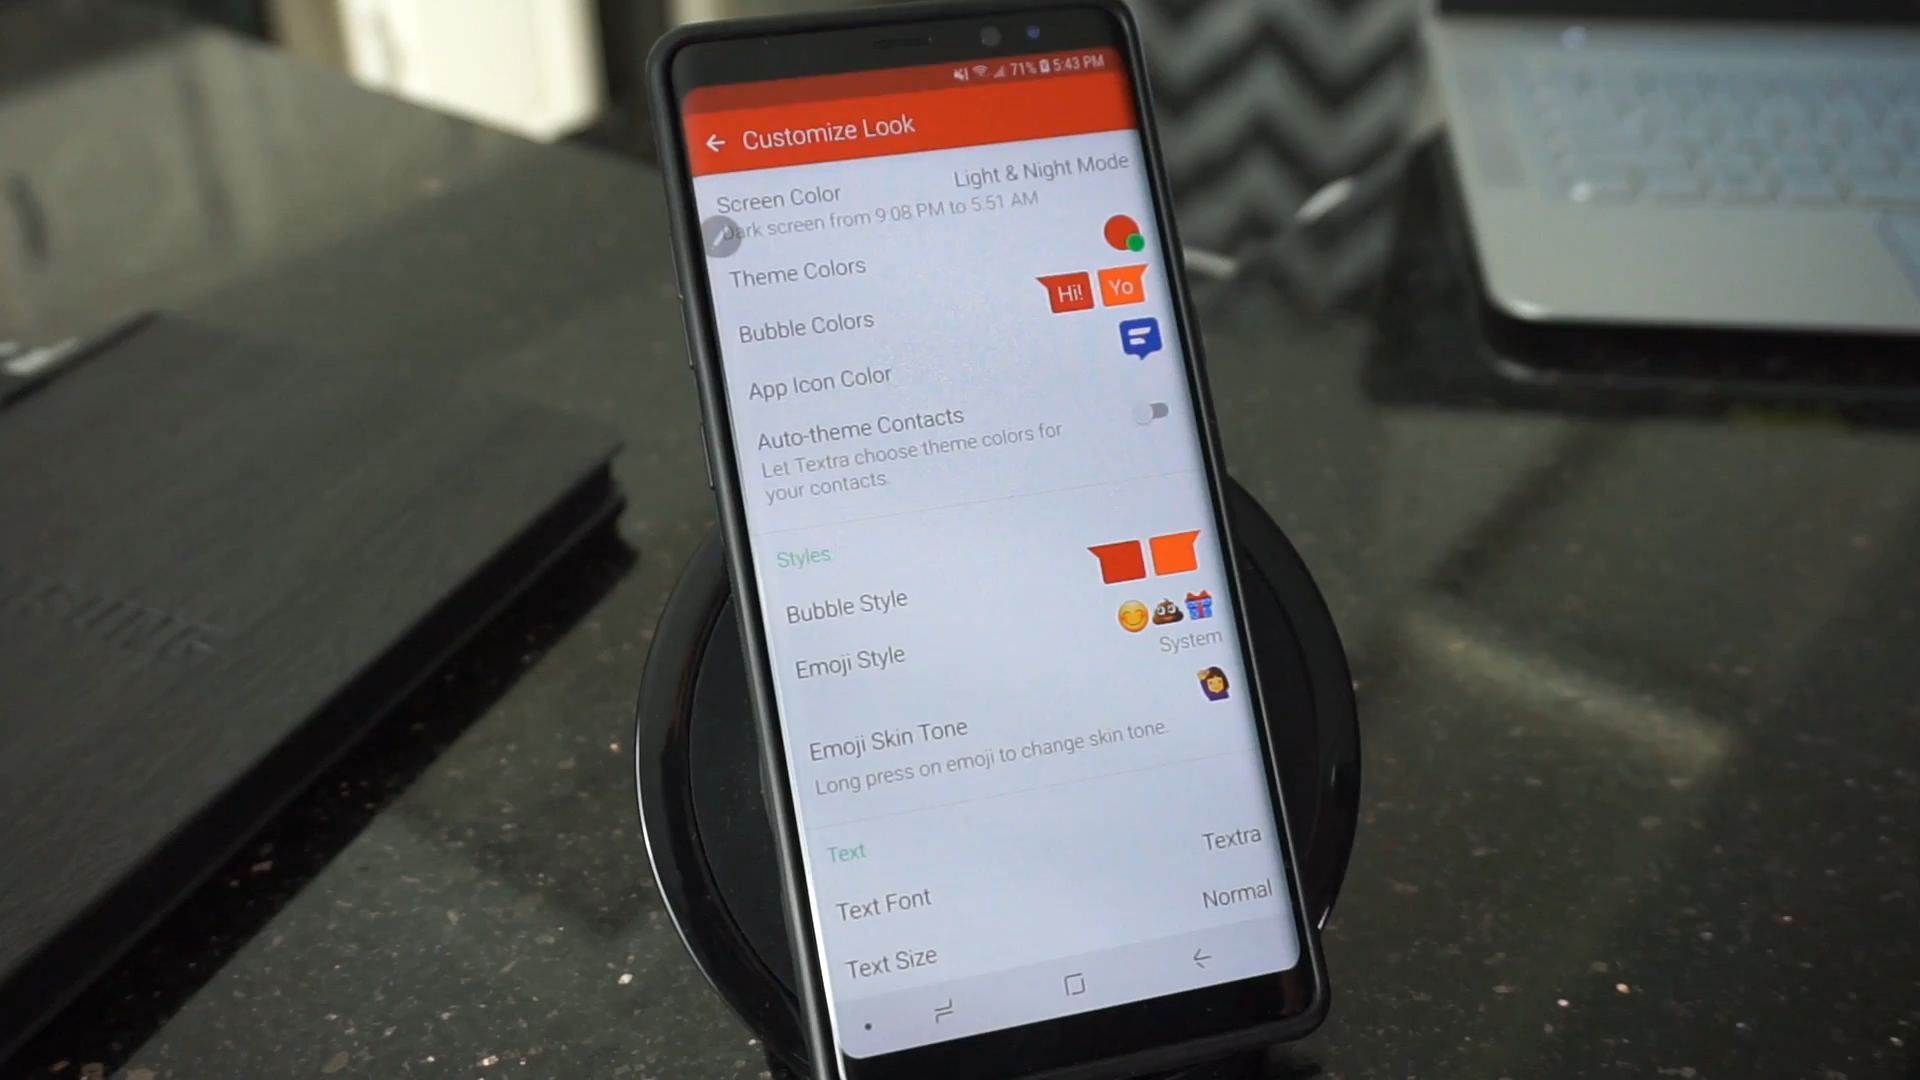 71% 5:43 PM
Customize Look
Screen Color
Light & Night Mode
Dark screen from 9:08 PM to 5:51 AM
Theme Colors
Bubble Colors
Hi! Yo
App Icon Color
Auto-theme Contacts
Let Textra choose theme colors for
your contacts.
Styles
Bubble Style
Emoji Style
System
Emoji Skin Tone
Long press on emoji to change skin tone.
Text
Text Font
Textra
Text Size
Normal